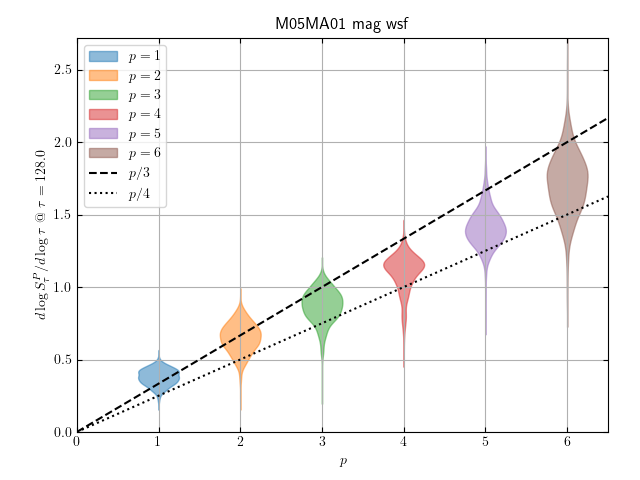 M05MA01 mag wsf
2.5
2.0
1.5
1.0
0.5
0.0
d log S_τ^P / d log τ @ τ = 128.0
p = 1
p = 2
p = 3
p = 4
p = 5
p = 6
p/3
p/4
0 1 2 3 4 5 6
p